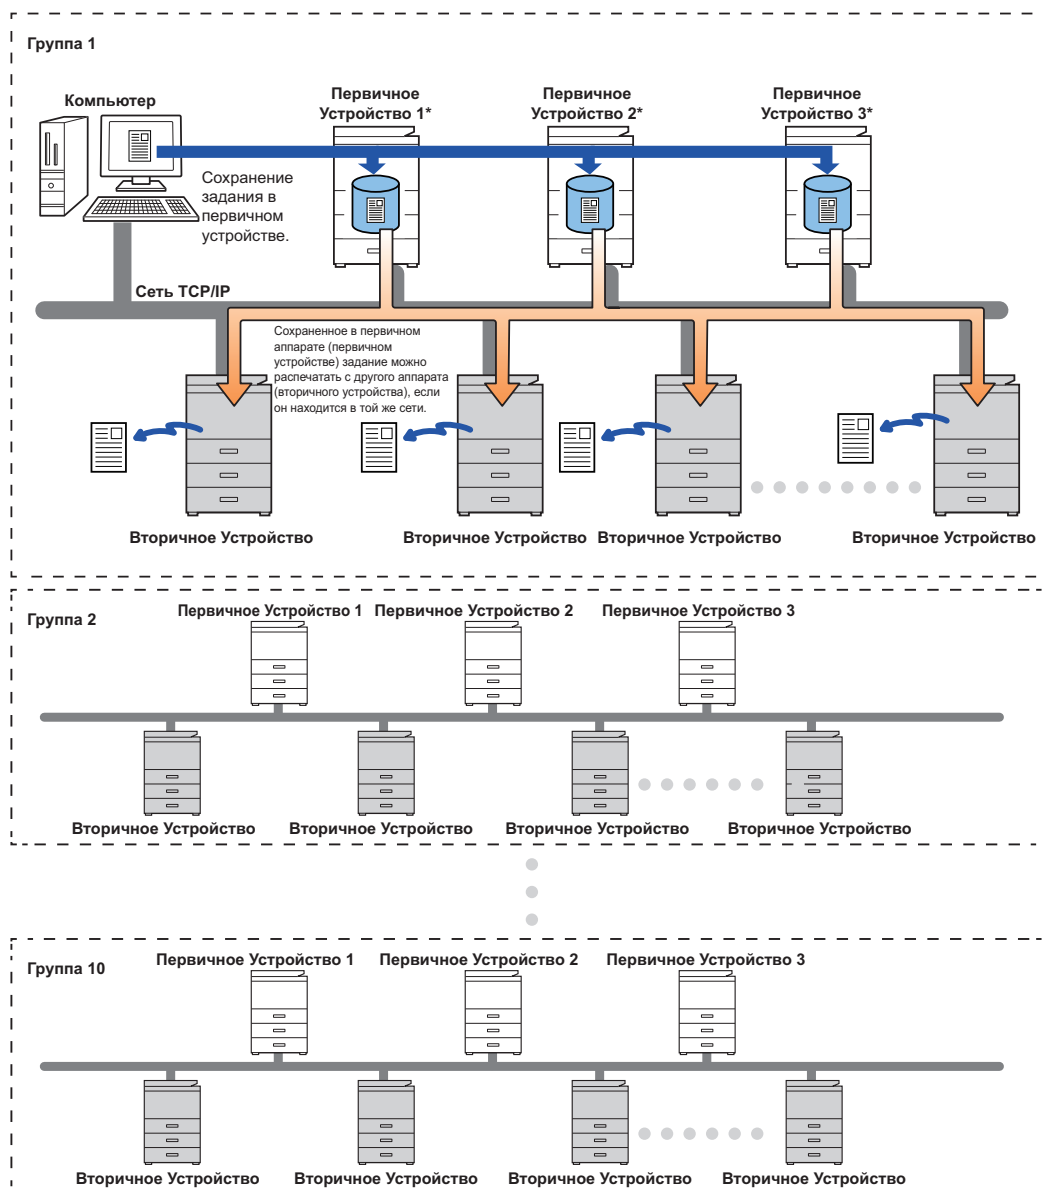 Группа 1
Компьютер
Первичное
Устройство 1*
Первичное
Устройство 2*
Первичное
Устройство 3*
Сохранение
задания в
первичном
устройстве.
Сеть TCP/IP
Сохраненное в первичном
аппарате (первичном
устройстве) задание можно
распечатать с другого аппарата
(вторичного устройства), если
он находится в той же сети.
Вторичное Устройство
Вторичное Устройство
Вторичное Устройство
Вторичное Устройство
Группа 2
Первичное Устройство 1
Первичное Устройство 2
Первичное Устройство 3
Вторичное Устройство
Вторичное Устройство
Вторичное Устройство
Вторичное Устройство
Группа 10
Первичное Устройство 1
Первичное Устройство 2
Первичное Устройство 3
Вторичное Устройство
Вторичное Устройство
Вторичное Устройство
Вторичное Устройство